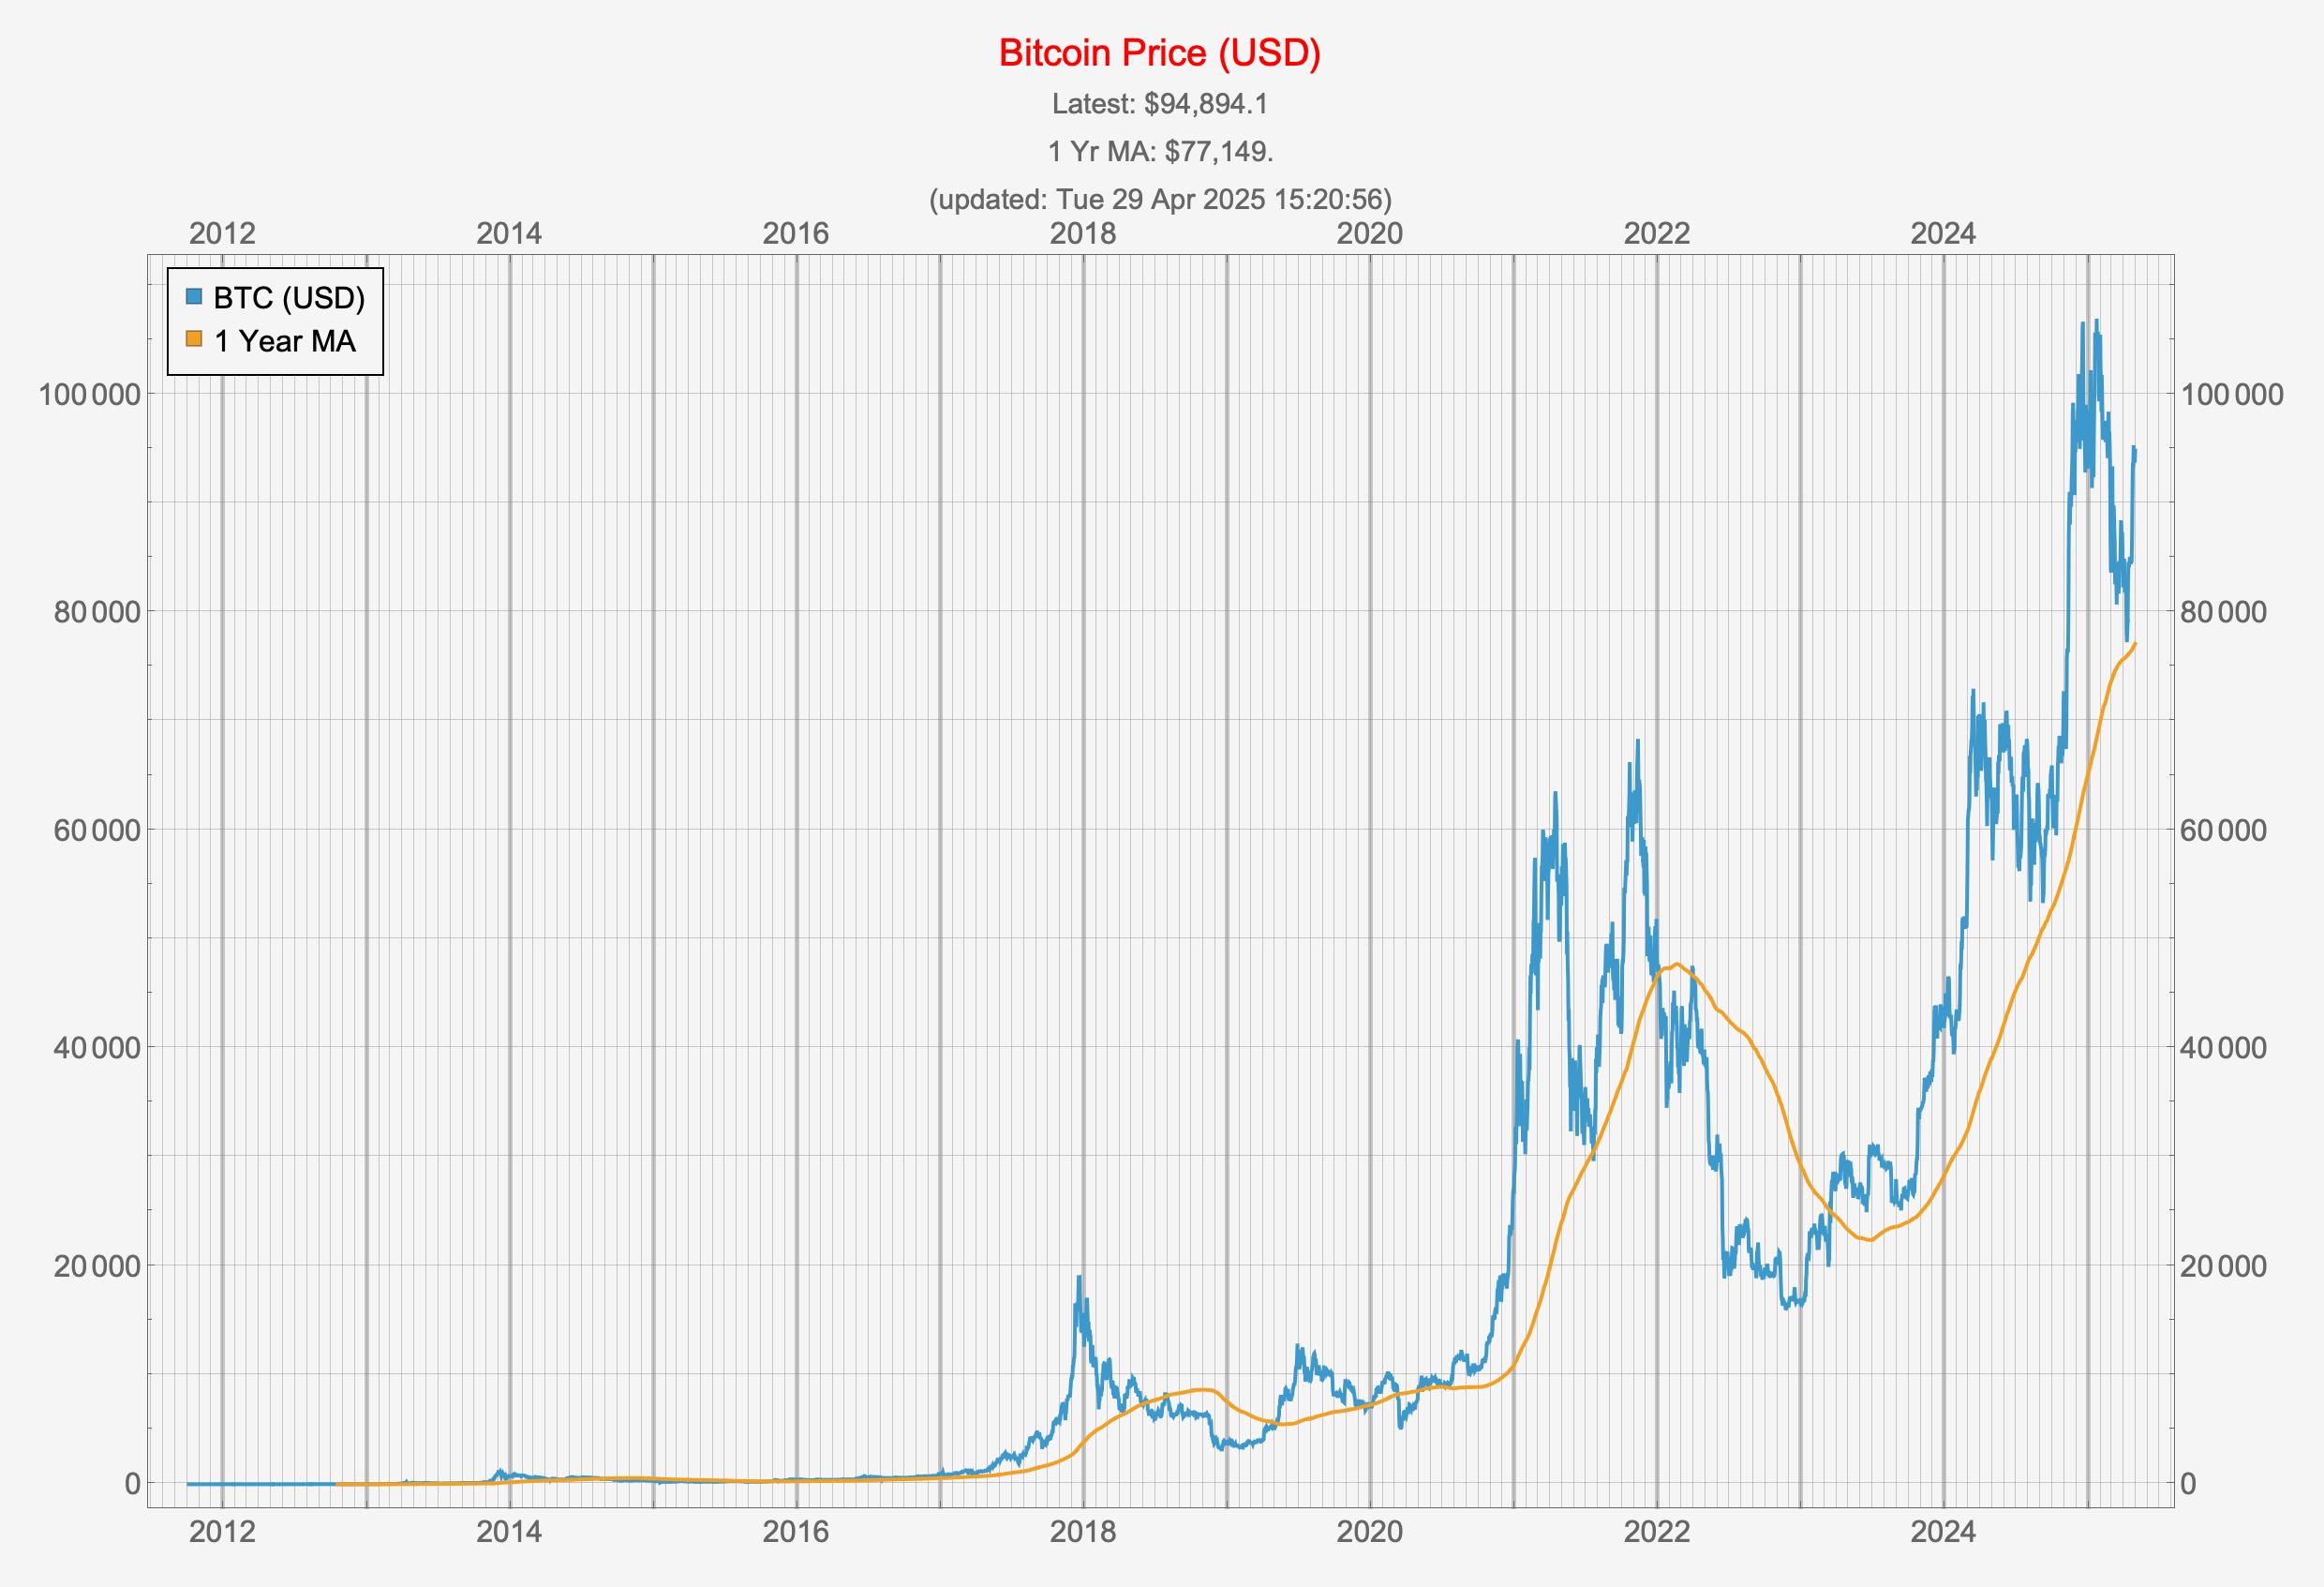 Bitcoin Price (USD)
Latest: $94,894.1
1 Yr MA: $77,149.
(updated: Tue 29 Apr 2025 15:20:56)
2012 2014 2016 2018 2020 2022 2024
BTC (USD)
1 Year MA
100 000 100 000
80 000 80 000
60 000 60 000
40 000 40 000
20 000 20 000
0 0
2012 2014 2016 2018 2020 2022 2024